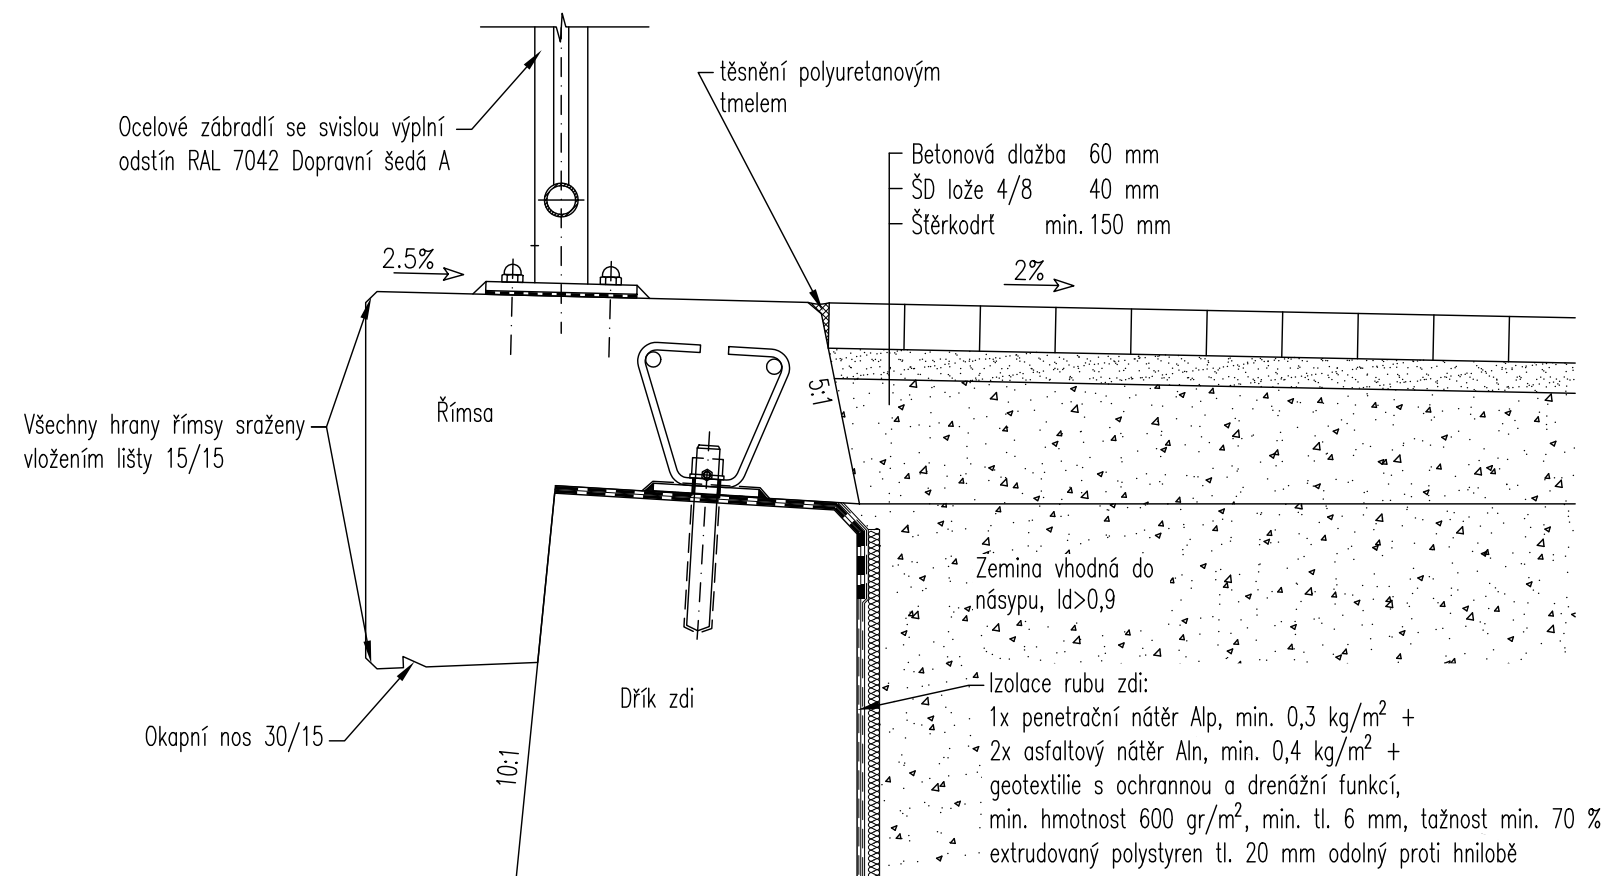 těsnění polyuretanovým
tmelem
Ocelové zábradlí se svislou výplní
odstín RAL 7042 Dopravní šedá A
Betonová dlažba 60 mm
ŠD lože 4/8 40 mm
Štěrkodrť min. 150 mm
2.5%
2%
5:1
Římsa
Všechny hrany římsy sraženy
vložením lišty 15/15
Zemina vhodná do
násypu, Id>0,9
Dřík zdi
Okapní nos 30/15
10:1
Izolace rubu zdi:
1x penetrační nátěr Alp, min. 0,3 kg/m² +
2x asfaltový nátěr Aln, min. 0,4 kg/m² +
geotextilie s ochrannou a drenážní funkcí,
min. hmotnost 600 gr/m², min. tl. 6 mm, tažnost min. 70 %
extrudovaný polystyren tl. 20 mm odolný proti hnilobě